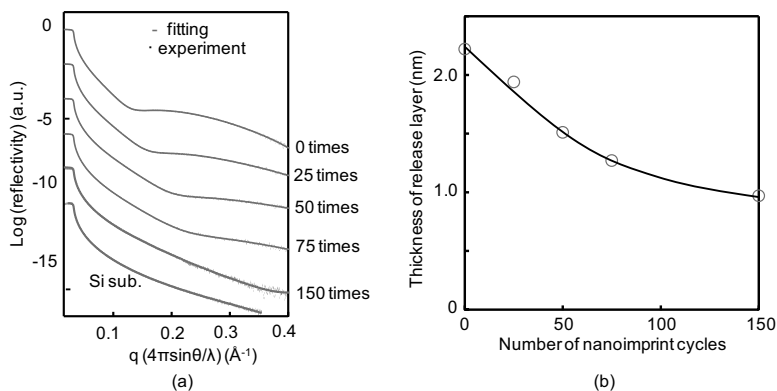 (a)
0
- fitting
· experiment
-5
-10
-15
Log (reflectivity) (a.u.)
0 times
25 times
50 times
75 times
150 times
Si sub.
0.1
0.2
0.3
0.4
q (4πsinθ/λ) (Å-1)
(a)
(b)
2.0
1.0
0
Thickness of release layer (nm)
0
50
100
150
Number of nanoimprint cycles
(b)